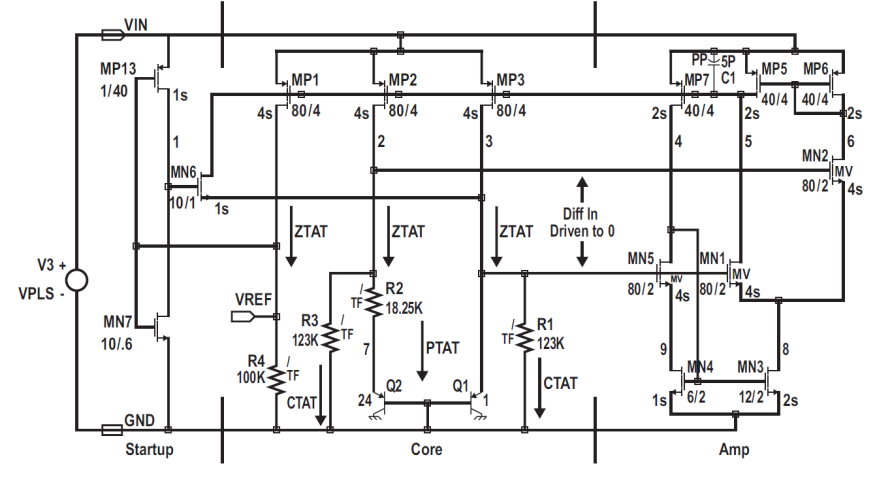 VIN
MP13
1/40
1s
1
MN6
10/1
1s
V3 +
VPLS -
MN7
10/.6
GND
Startup
MP1
4s
80/4
MP2
4s
80/4
MP3
4s
80/4
2
3
ZTAT
ZTAT
ZTAT
Diff In
Driven to 0
VREF
R4
100K
TF
R3
123K
TF
CTAT
R2
TF
18.25K
7
PTAT
Q2
24
Q1
1
R1
TF
123K
CTAT
Core
PP
5P
C1
MP7
2s
40/4
MP5
40/4
2s
MP6
40/4
2s
4
5
6
MN2
MV
80/2
4s
MN5
MV
80/2
4s
MN1
MV
80/2
4s
9
8
MN4
1s
6/2
MN3
12/2
2s
Amp